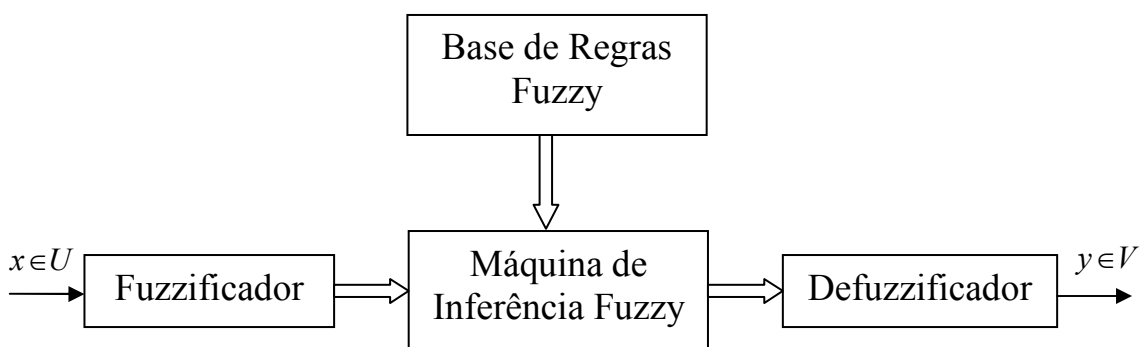 Base de Regras
Fuzzy
x∈U
Fuzzificador
Máquina de
Inferência Fuzzy
Defuzzificador
y∈V